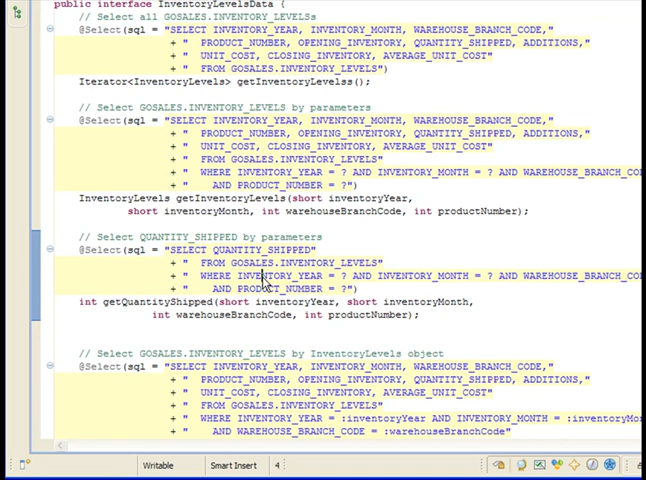 public interface InventoryLevelsData {
// Select all GOSALES.INVENTORY_LEVELSs
@Select(sql = "SELECT INVENTORY_YEAR, INVENTORY_MONTH, WAREHOUSE_BRANCH_CODE,"
+ "  PRODUCT_NUMBER, OPENING_INVENTORY, QUANTITY_SHIPPED, ADDITIONS,"
+ "  UNIT_COST, CLOSING_INVENTORY, AVERAGE_UNIT_COST"
+ "  FROM GOSALES.INVENTORY_LEVELS")
Iterator<InventoryLevels> getInventoryLevelss();
// Select GOSALES.INVENTORY_LEVELS by parameters
@Select(sql = "SELECT INVENTORY_YEAR, INVENTORY_MONTH, WAREHOUSE_BRANCH_CODE,"
+ "  PRODUCT_NUMBER, OPENING_INVENTORY, QUANTITY_SHIPPED, ADDITIONS,"
+ "  UNIT_COST, CLOSING_INVENTORY, AVERAGE_UNIT_COST"
+ "  FROM GOSALES.INVENTORY_LEVELS"
+ "  WHERE INVENTORY_YEAR = ? AND INVENTORY_MONTH = ? AND WAREHOUSE_BRANCH_CO
+ "    AND PRODUCT_NUMBER = ?")
InventoryLevels getInventoryLevels(short inventoryYear,
short inventoryMonth, int warehouseBranchCode, int productNumber);
// Select QUANTITY_SHIPPED by parameters
@Select(sql = "SELECT QUANTITY_SHIPPED"
+ "  FROM GOSALES.INVENTORY_LEVELS"
+ "  WHERE INVENTORY_YEAR = ? AND INVENTORY_MONTH = ? AND WAREHOUSE_BRANCH_CO
+ "    AND PRODUCT_NUMBER = ?")
int getQuantityShipped(short inventoryYear, short inventoryMonth,
int warehouseBranchCode, int productNumber);
// Select GOSALES.INVENTORY_LEVELS by InventoryLevels object
@Select(sql = "SELECT INVENTORY_YEAR, INVENTORY_MONTH, WAREHOUSE_BRANCH_CODE,"
+ "  PRODUCT_NUMBER, OPENING_INVENTORY, QUANTITY_SHIPPED, ADDITIONS,"
+ "  UNIT_COST, CLOSING_INVENTORY, AVERAGE_UNIT_COST"
+ "  FROM GOSALES.INVENTORY_LEVELS"
+ "  WHERE INVENTORY_YEAR = :inventoryYear AND INVENTORY_MONTH = :inventoryMo
+ "    AND WAREHOUSE_BRANCH_CODE = :warehouseBranchCode"
Writable Smart Insert 4